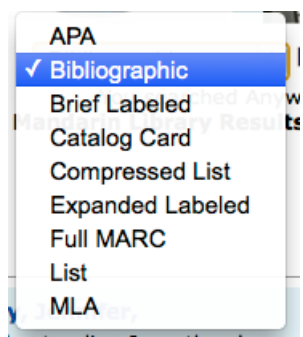 APA
✓ Bibliographic
Brief Labeled
Catalog Card
Compressed List
Expanded Labeled
Full MARC
List
MLA